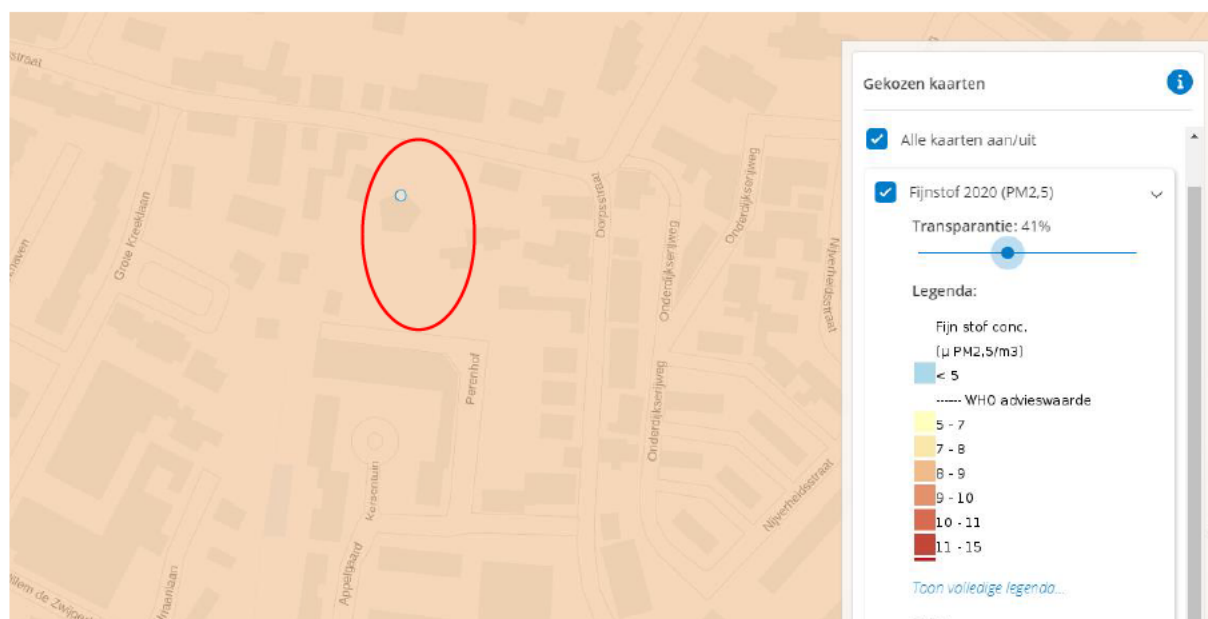 straat
Grote Kreeklaan
haven
Dorpsstraat
Onderdijkserijweg
Onderdijkserijweg
Nijverheidsstraat
Perenhof
Onderdijkserijweg
Kersentuin
Appelgaard
Nijverheidsstraat
Gekozen kaarten
i
Alle kaarten aan/uit
Fijnstof 2020 (PM2,5)
Transparantie: 41%
Legenda:
Fijn stof conc.
(µ PM2,5/m3)
< 5
------ WHO advieswaarde
5 - 7
7 - 8
8 - 9
9 - 10
10 - 11
11 - 15
Toon volledige legenda...